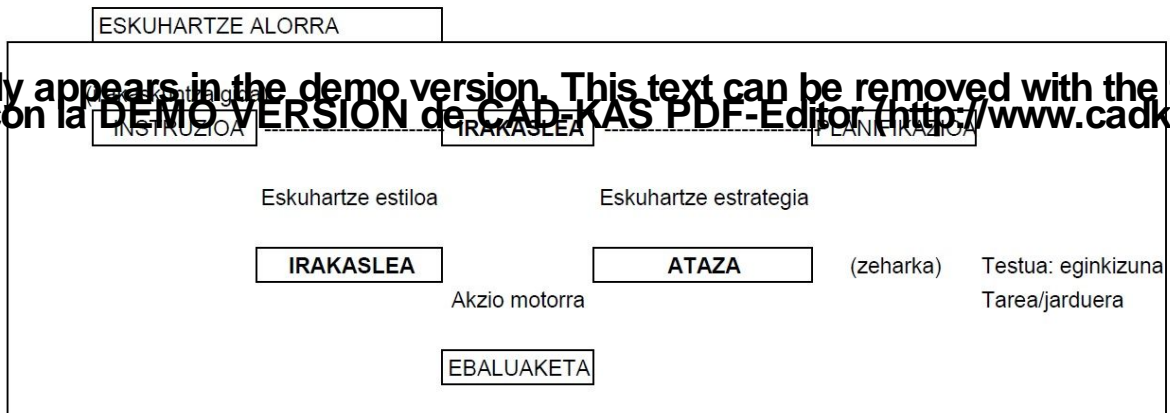 ESKUHARTZE ALORRA
ly appears in the demo version. This text can be removed with the
con la DEMO VERSION de CAD-KAS PDF-Editor (http://www.cadk
INSTRUZIOA IRAKASLEA PLANIFIKAZIOA
Eskuhartze estiloa Eskuhartze estrategia
IRAKASLEA ATAZA (zeharka) Testua: eginkizuna
Akzio motorra Tarea/jarduera
EBALUAKETA